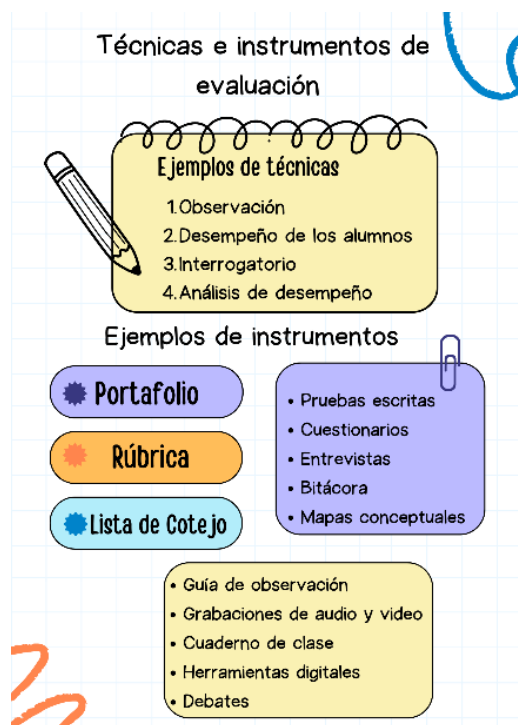 Técnicas e instrumentos de
evaluación
Ejemplos de técnicas
1.Observación
2.Desempeño de los alumnos
3.Interrogatorio
4.Análisis de desempeño
Ejemplos de instrumentos
Portafolio
Rúbrica
Lista de Cotejo
• Pruebas escritas
• Cuestionarios
• Entrevistas
• Bitácora
• Mapas conceptuales
• Guía de observación
• Grabaciones de audio y video
• Cuaderno de clase
• Herramientas digitales
• Debates